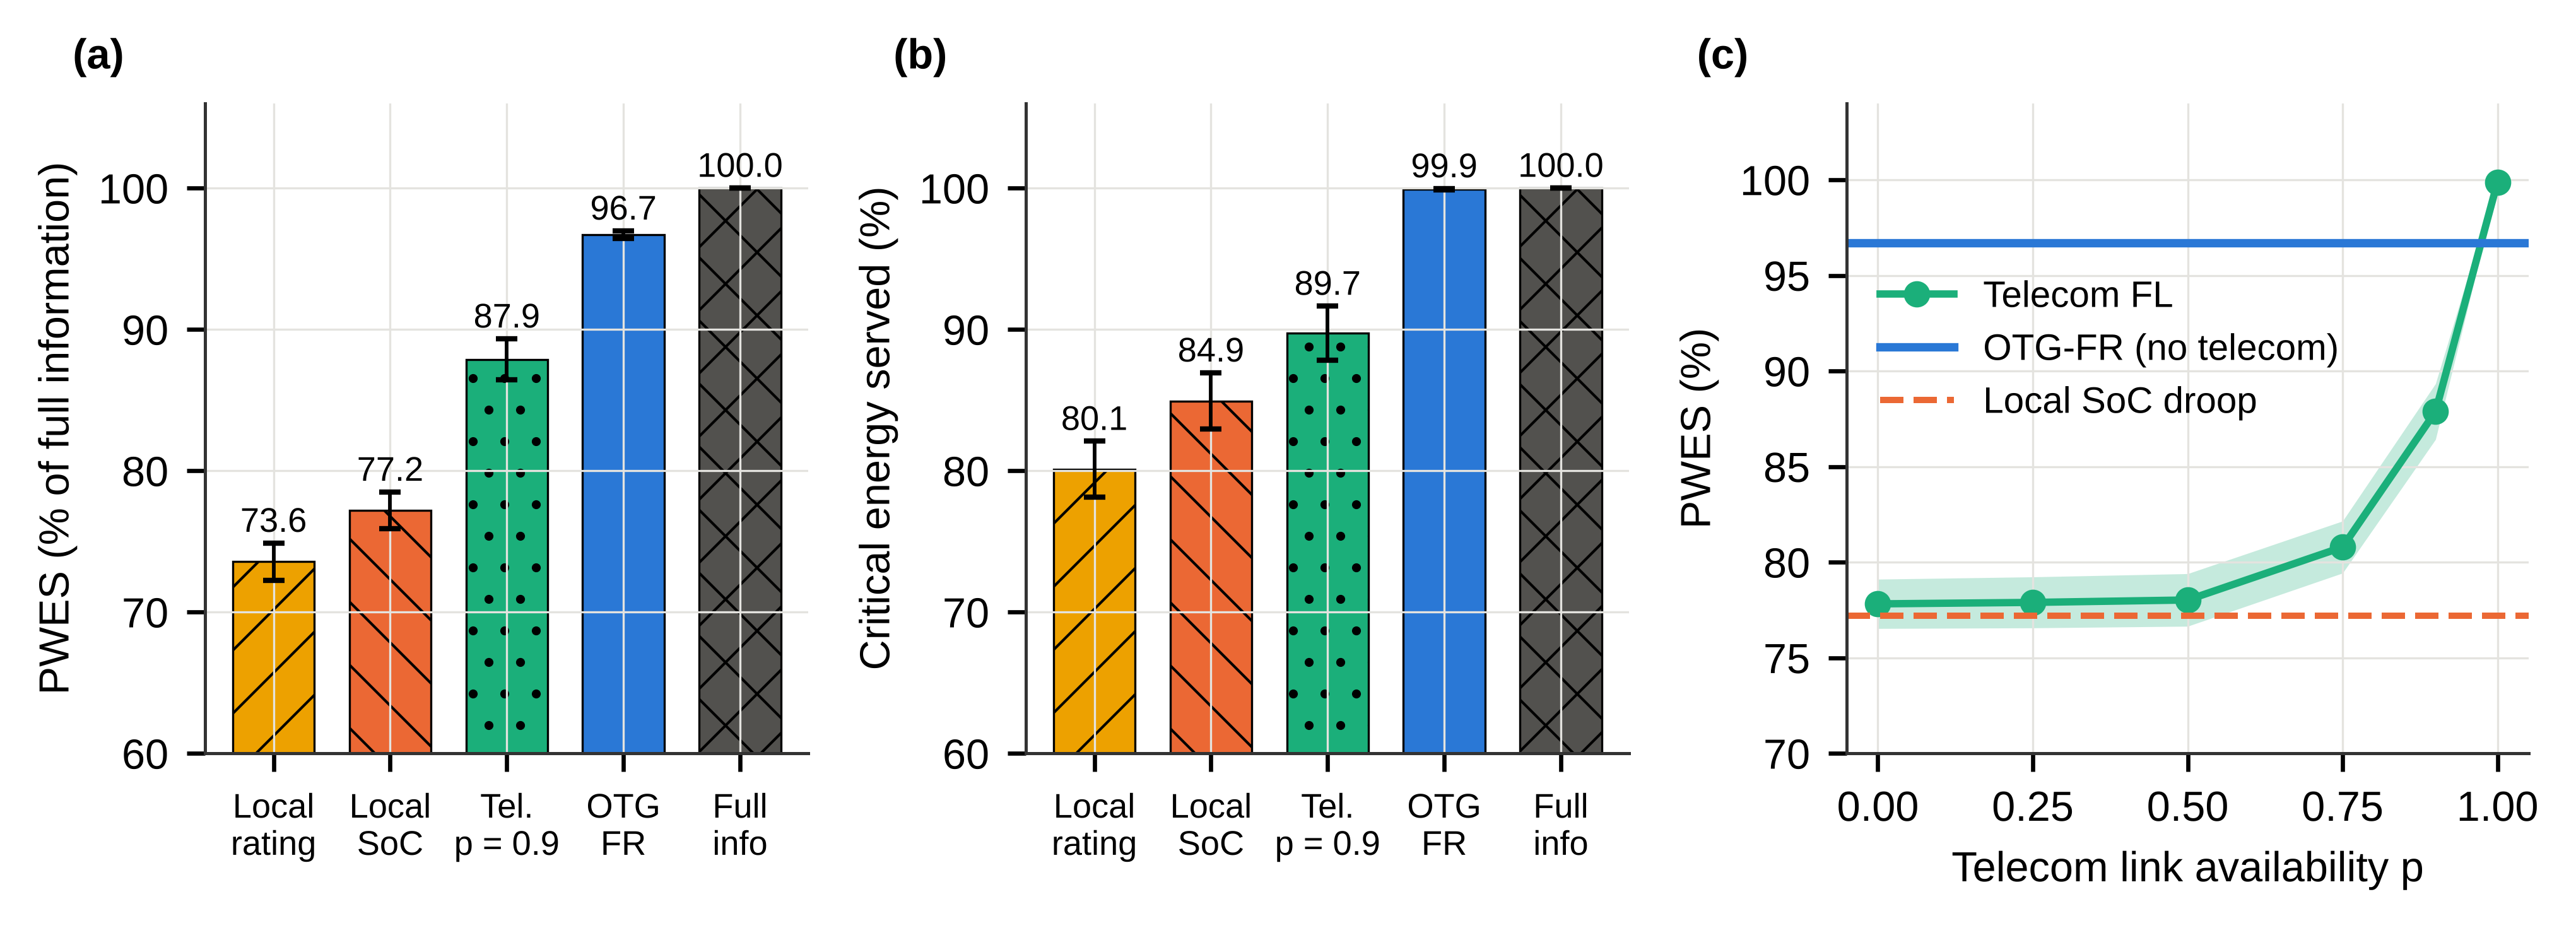 (a)
PWES (% of full information)
100
90
80
70
60
73.6
77.2
87.9
96.7
100.0
Local
rating
Local
SoC
Tel.
p = 0.9
OTG
FR
Full
info
(b)
Critical energy served (%)
100
90
80
70
60
80.1
84.9
89.7
99.9
100.0
Local
rating
Local
SoC
Tel.
p = 0.9
OTG
FR
Full
info
(c)
PWES (%)
100
95
90
85
80
75
70
Telecom FL
OTG-FR (no telecom)
Local SoC droop
0.00
0.25
0.50
0.75
1.00
Telecom link availability p